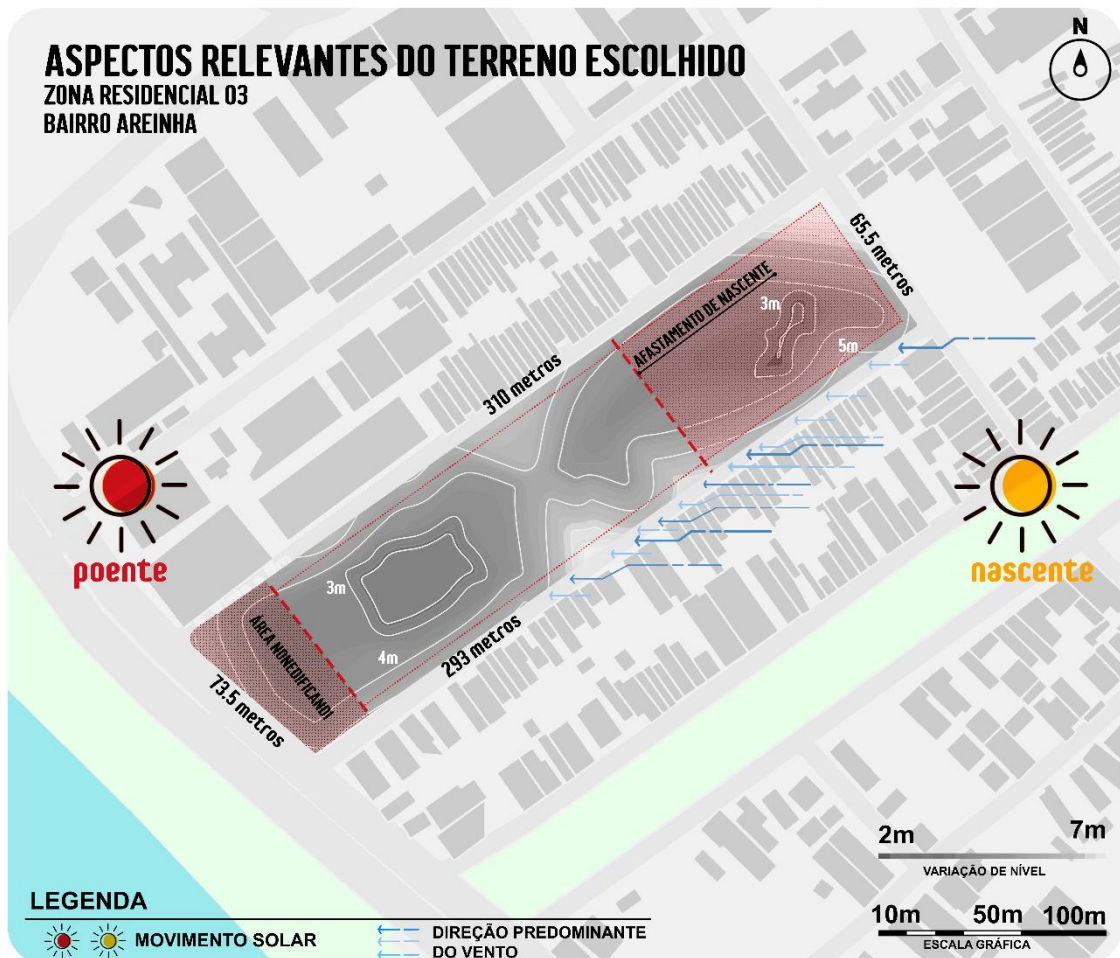 ASPECTOS RELEVANTES DO TERRENO ESCOLHIDO
ZONA RESIDENCIAL 03
BAIRRO AREINHA
N
65.5 metros
AFASTAMENTO DE NASCENTE
3m
5m
310 metros
poente
nascente
3m
4m
293 metros
AREA NONEDIFICANDI
73.5 metros
2m 7m
VARIAÇÃO DE NÍVEL
10m 50m 100m
ESCALA GRÁFICA
LEGENDA
MOVIMENTO SOLAR
DIREÇÃO PREDOMINANTE
DO VENTO